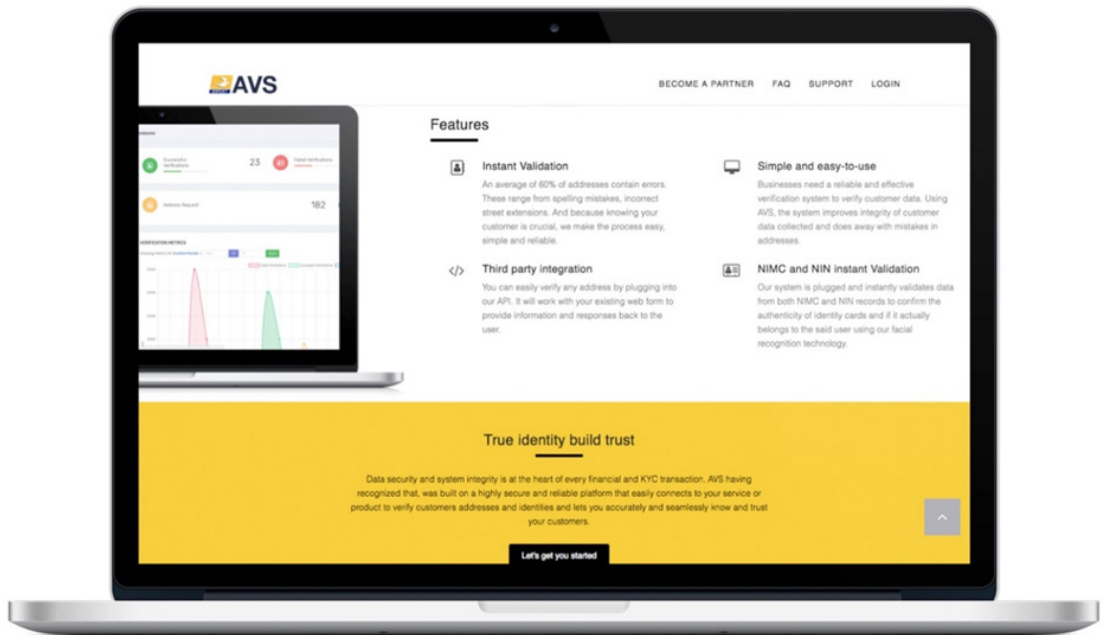 AVS
BECOME A PARTNER FAQ SUPPORT LOGIN
Features
Successful
Verifications
23
Failed Verifications
Address Request
182
VERIFICATION METRICS
Instant Validation
An average of 60% of addresses contain errors.
These range from spelling mistakes, incorrect
street extensions. And because knowing your
customer is crucial, we make the process easy,
simple and reliable.
Simple and easy-to-use
Businesses need a reliable and effective
verification system to verify customer data. Using
AVS, the system improves integrity of customer
data collected and does away with mistakes in
addresses.
</> Third party integration
You can easily verify any address by plugging into
our API. It will work with your existing web form to
provide information and responses back to the
user.
NIMC and NIN instant Validation
Our system is plugged and instantly validates data
from both NIMC and NIN records to confirm the
authenticity of identity cards and if it actually
belongs to the said user using our facial
recognition technology.
True identity build trust
Data security and system integrity is at the heart of every financial and KYC transaction. AVS having
recognized that, was built on a highly secure and reliable platform that easily connects to your service or
product to verify customers addresses and identities and lets you accurately and seamlessly know and trust
your customers.
Let's get you started